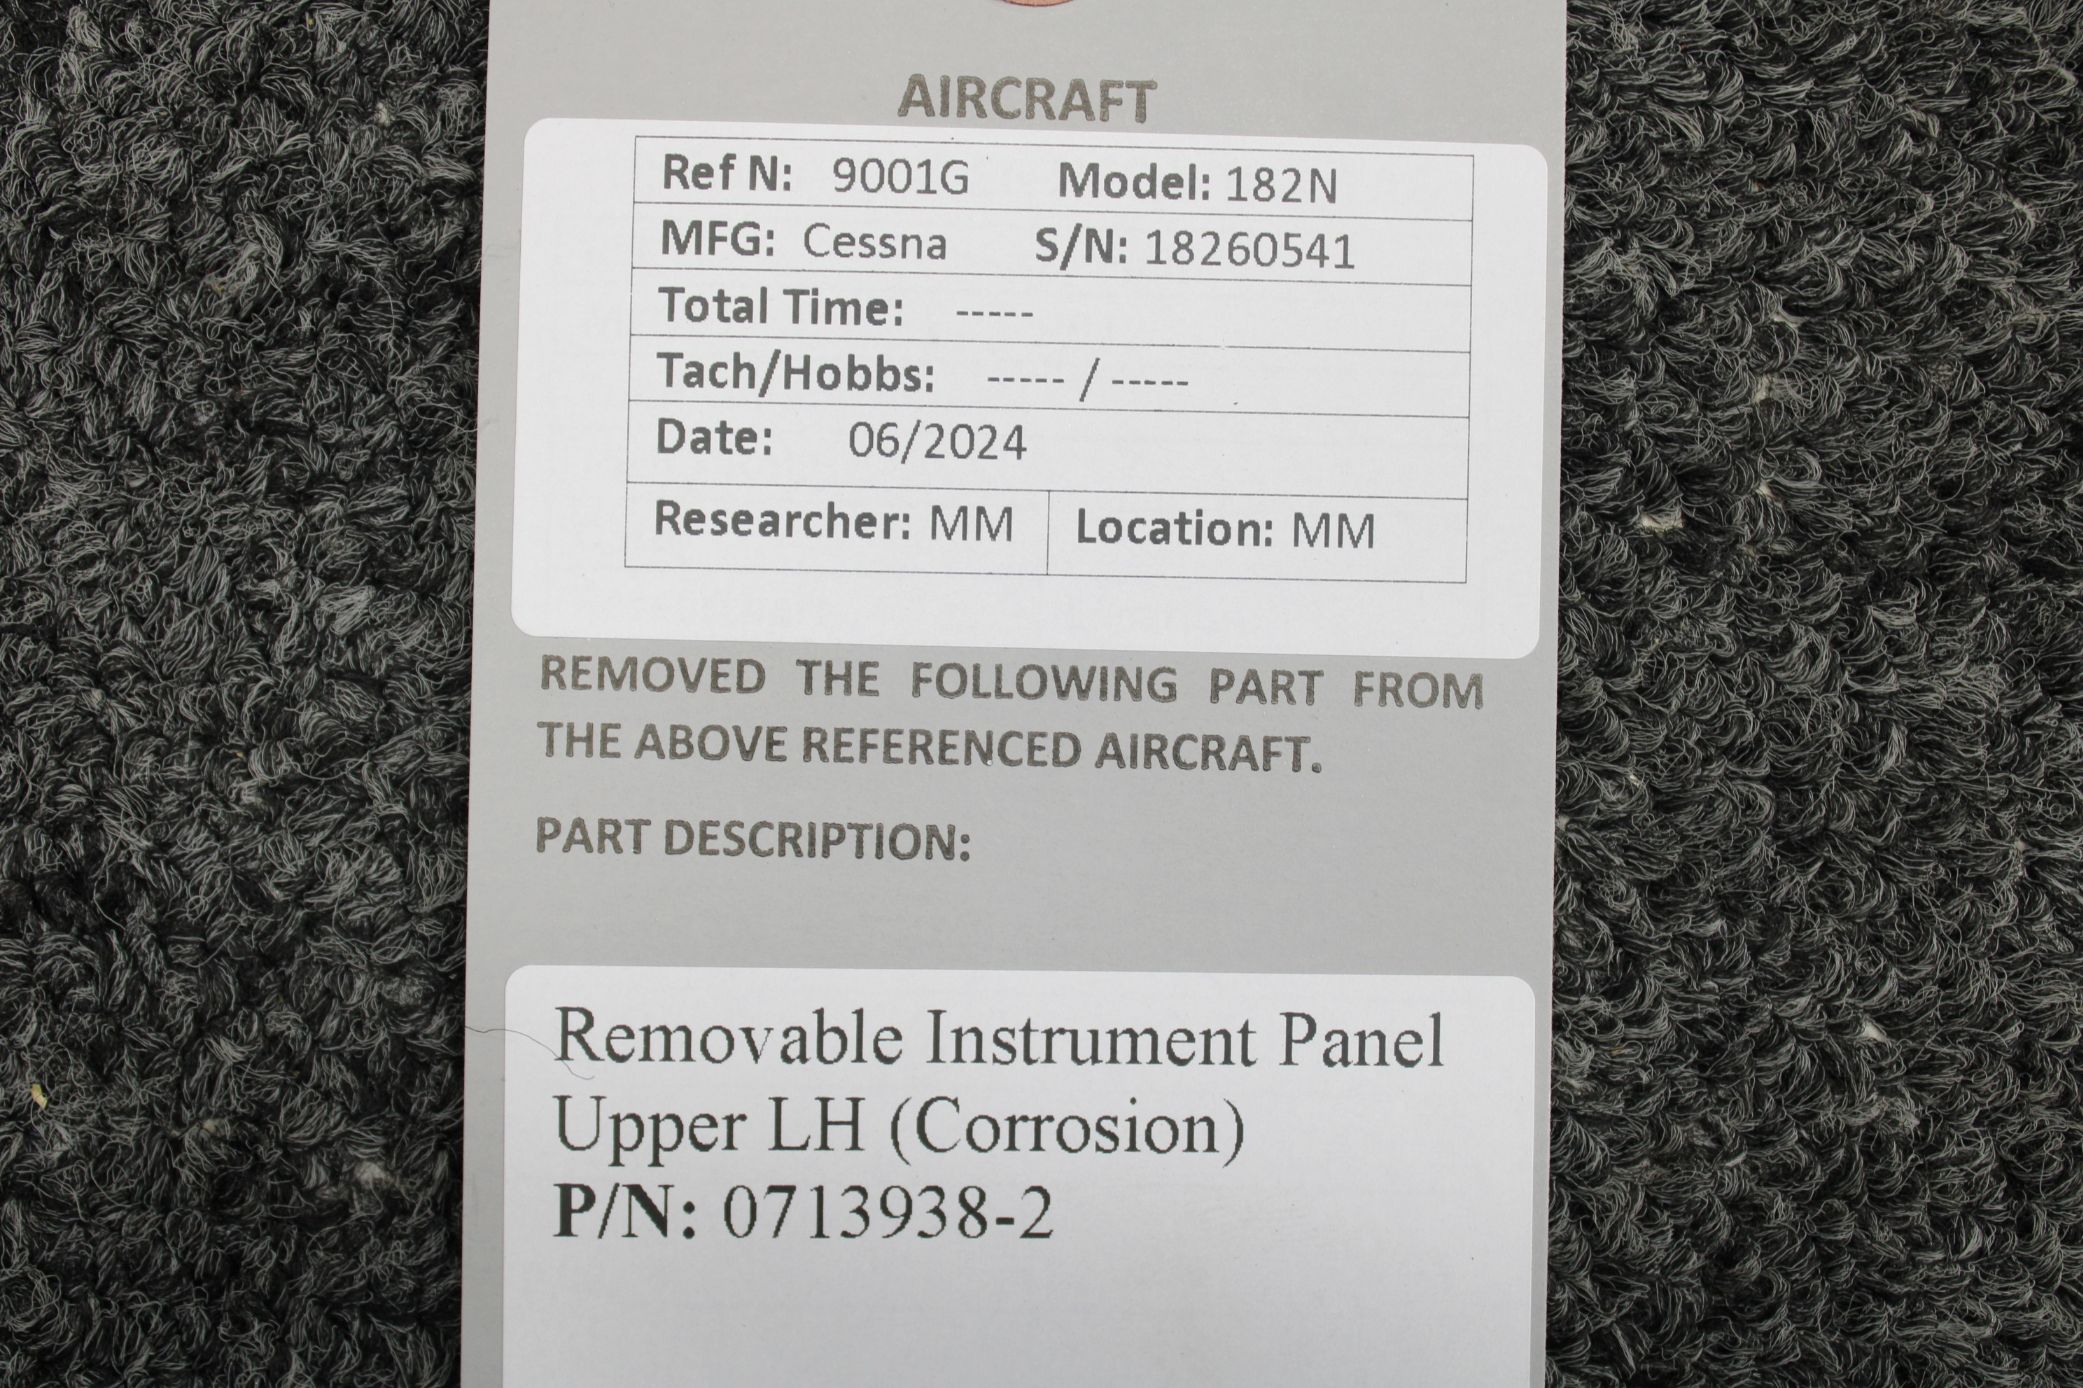 AIRCRAFT
Ref N: 9001G Model: 182N
MFG: Cessna S/N: 18260541
Total Time: -----
Tach/Hobbs: ----- / -----
Date: 06/2024
Researcher: MM Location: MM
REMOVED THE FOLLOWING PART FROM
THE ABOVE REFERENCED AIRCRAFT.
PART DESCRIPTION:
Removable Instrument Panel
Upper LH (Corrosion)
P/N: 0713938-2